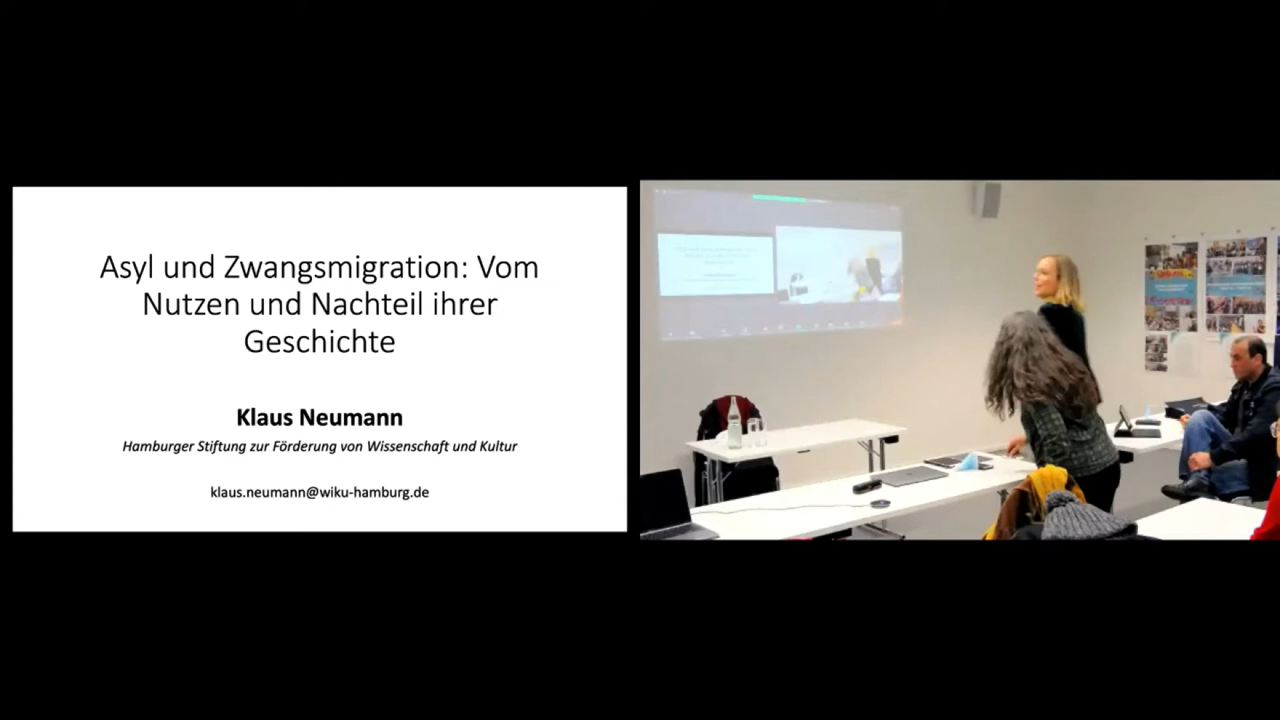 Asyl und Zwangsmigration: Vom
Nutzen und Nachteil ihrer
Geschichte
Klaus Neumann
Hamburger Stiftung zur Förderung von Wissenschaft und Kultur
klaus.neumann@wiku-hamburg.de